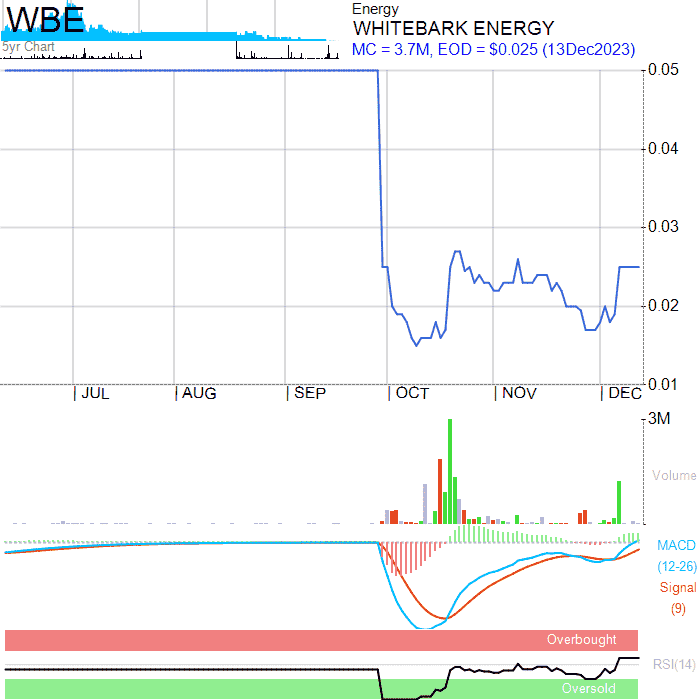 WBE
5yr Chart
Energy
WHITEBARK ENERGY
MC = 3.7M, EOD = $0.025 (13Dec2023)
0.05
0.04
0.03
0.02
0.01
| JUL | AUG | SEP | OCT | NOV | DEC
3M
Volume
MACD
(12-26)
Signal
(9)
Overbought
RSI(14)
Oversold